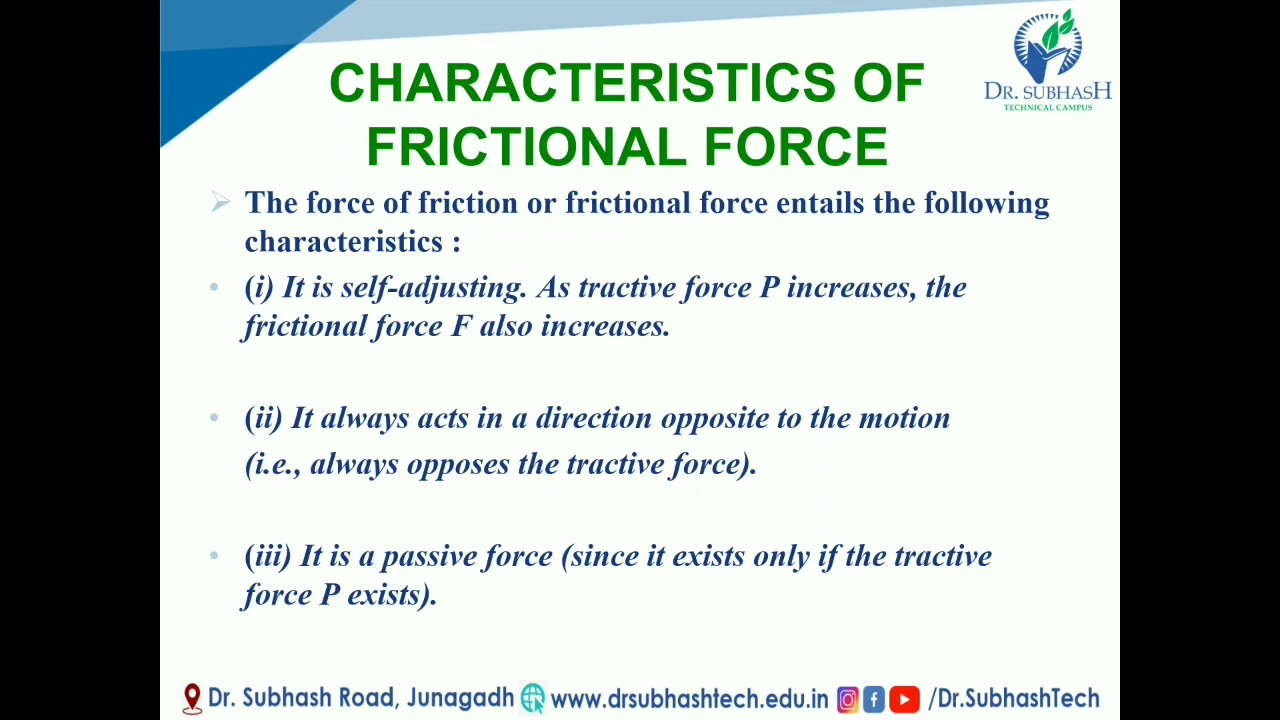 DR. SUBHASH
TECHNICAL CAMPUS
CHARACTERISTICS OF
FRICTIONAL FORCE
The force of friction or frictional force entails the following
characteristics :
(i) It is self-adjusting. As tractive force P increases, the
frictional force F also increases.
(ii) It always acts in a direction opposite to the motion
(i.e., always opposes the tractive force).
(iii) It is a passive force (since it exists only if the tractive
force P exists).
Dr. Subhash Road, Junagadh www.drsubhashtech.edu.in /Dr.SubhashTech